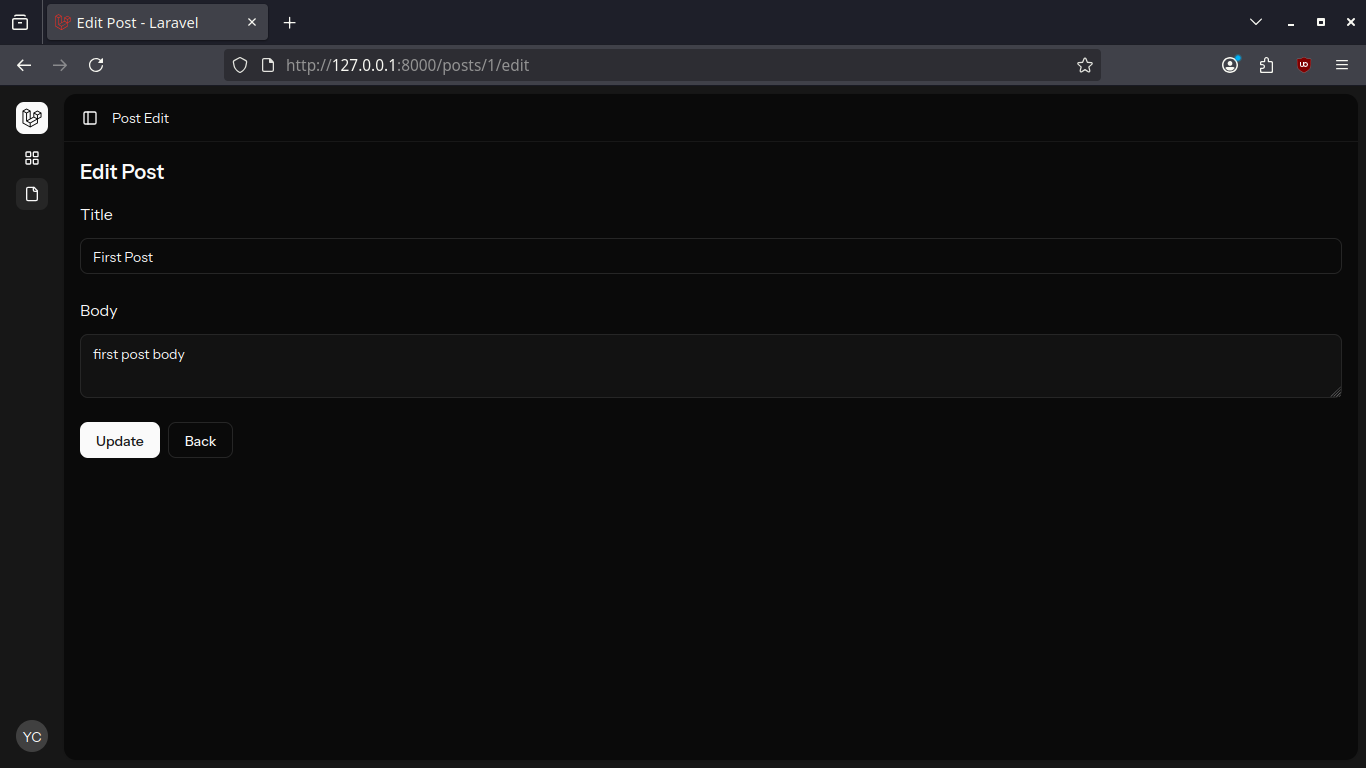 Edit Post - Laravel
http://127.0.0.1:8000/posts/1/edit
Post Edit
Edit Post
Title
First Post
Body
first post body
Update
Back
YC